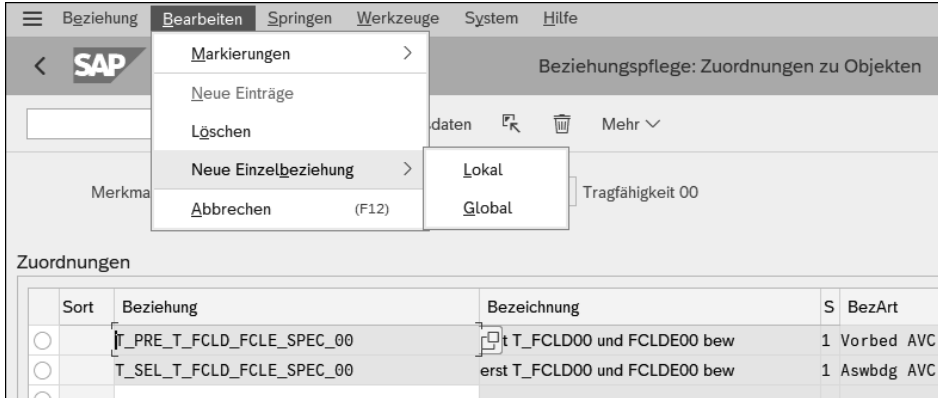 Beziehung Bearbeiten Springen Werkzeuge System Hilfe
SAP Markierungen Beziehungspflege: Zuordnungen zu Objekten
Neue Einträge
Löschen sdaten Mehr
Neue Einzelbeziehung Lokal
Merkma Tragfähigkeit 00
Abbrechen (F12) Global
Zuordnungen
Sort Beziehung Bezeichnung S BezArt
T_PRE_T_FCLD_FCLE_SPEC_00 t T_FCLD00 und FCLDE00 bew 1 Vorbed AVC
T_SEL_T_FCLD_FCLE_SPEC_00 erst T_FCLD00 und FCLDE00 bew 1 Aswbdg AVC